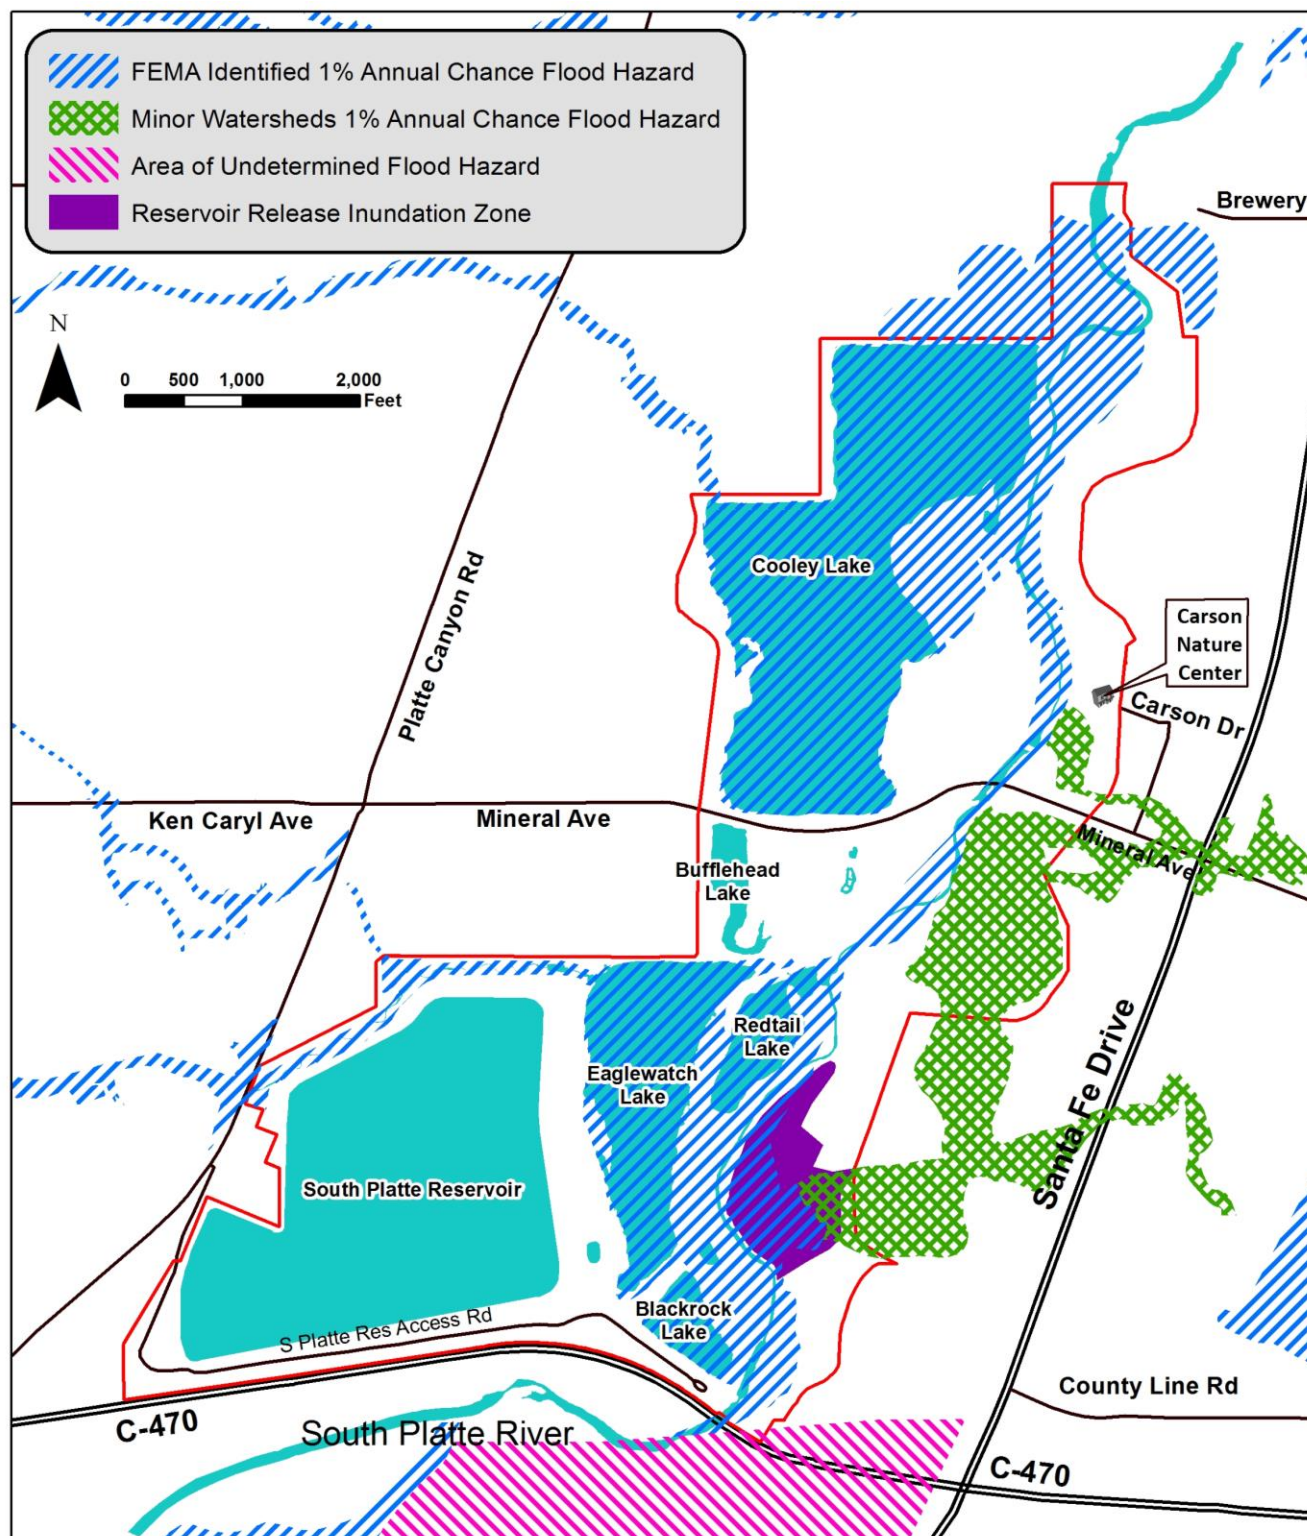 FEMA Identified 1% Annual Chance Flood Hazard
Minor Watersheds 1% Annual Chance Flood Hazard
Area of Undetermined Flood Hazard
Reservoir Release Inundation Zone
Brewery
N
0 500 1,000 2,000
Feet
Cooley Lake
Platte Canyon Rd
Carson
Nature
Center
Carson Dr
Ken Caryl Ave
Mineral Ave
Mineral Ave
Bufflehead
Lake
Redtail
Lake
Eaglewatch
Lake
Santa Fe Drive
South Platte Reservoir
Blackrock
Lake
S Platte Res Access Rd
County Line Rd
C-470
South Platte River
C-470